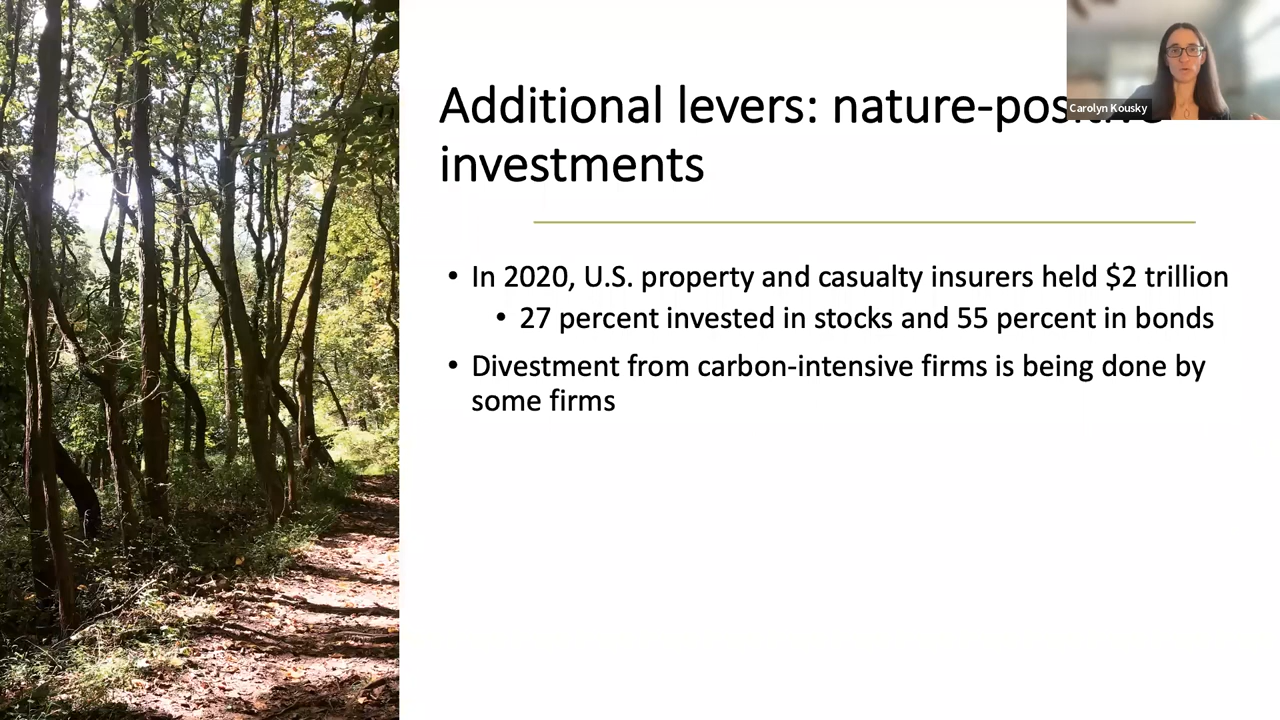 Carolyn Kousky
Additional levers: nature-positive
investments
• In 2020, U.S. property and casualty insurers held $2 trillion
• 27 percent invested in stocks and 55 percent in bonds
• Divestment from carbon-intensive firms is being done by
some firms